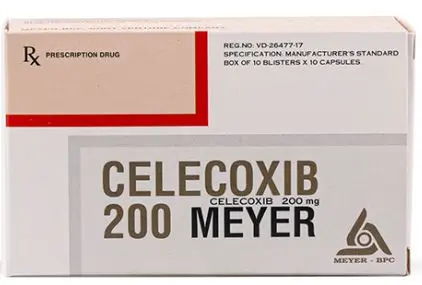 Rx PRESCRIPTION DRUG
REG.NO: VD-26477-17
SPECIFICATION: MANUFACTURER'S STANDARD
BOX OF 10 BLISTERS X 10 CAPSULES.
CELECOXIB
CELECOXIB 200 mg
200 MEYER
MEYER - BPC